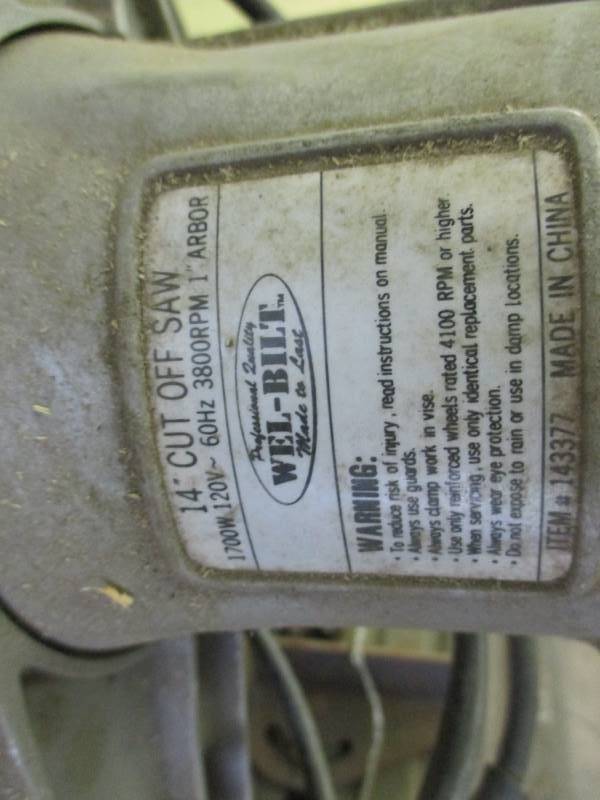 14" CUT OFF SAW
1700W 120V~ 60Hz 3800RPM 1" ARBOR
Professional Quality
WEL-BILT™
Made to Last
WARNING:
• To reduce risk of injury, read instructions on manual.
• Always use guards.
• Always clamp work in vise.
• Use only reinforced wheels rated 4100 RPM or higher.
• When servicing, use only identical replacement parts.
• Always wear eye protection.
• Do not expose to rain or use in damp locations.
ITEM # 143377 MADE IN CHINA